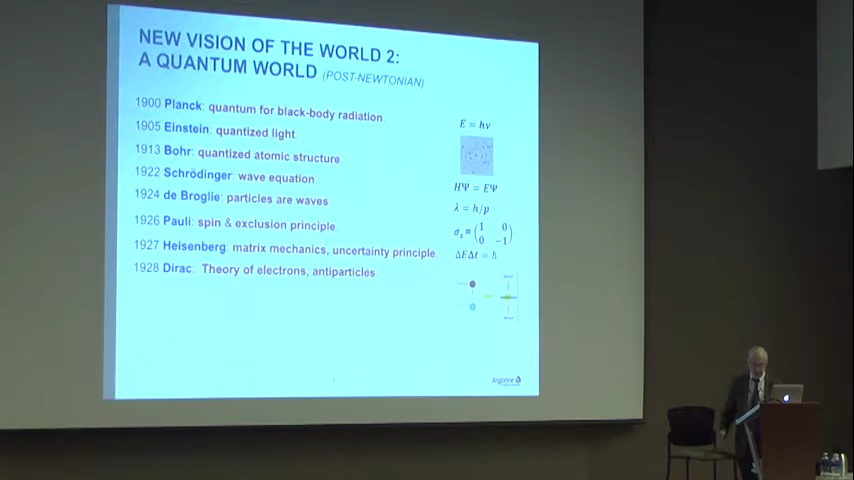 NEW VISION OF THE WORLD 2:
A QUANTUM WORLD (POST-NEWTONIAN)
1900 Planck: quantum for black-body radiation.
E = hν
1905 Einstein: quantized light.
1913 Bohr: quantized atomic structure.
1922 Schrödinger: wave equation.
HΨ = EΨ
1924 de Broglie: particles are waves.
λ = h/p
1926 Pauli: spin & exclusion principle.
σz = (1 0
0 −1)
1927 Heisenberg: matrix mechanics, uncertainty principle.
ΔEΔt = ℏ
1928 Dirac: Theory of electrons, antiparticles.
Argonne